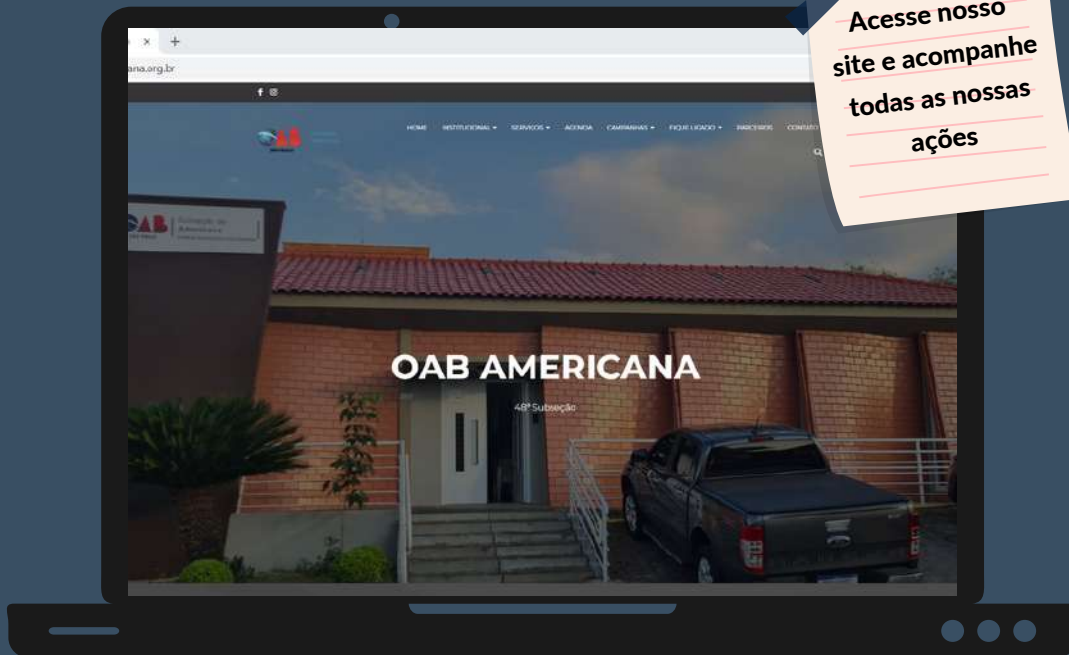 Acesse nosso
site e acompanhe
todas as nossas
ações
× +
ana.org.br
HOME INSTITUCIONAL SERVIÇOS AGENDA CAMPANHAS FIQUE LIGADO PARCEIROS CONTATO
OAB
OAB
OAB AMERICANA
48ª Subseção